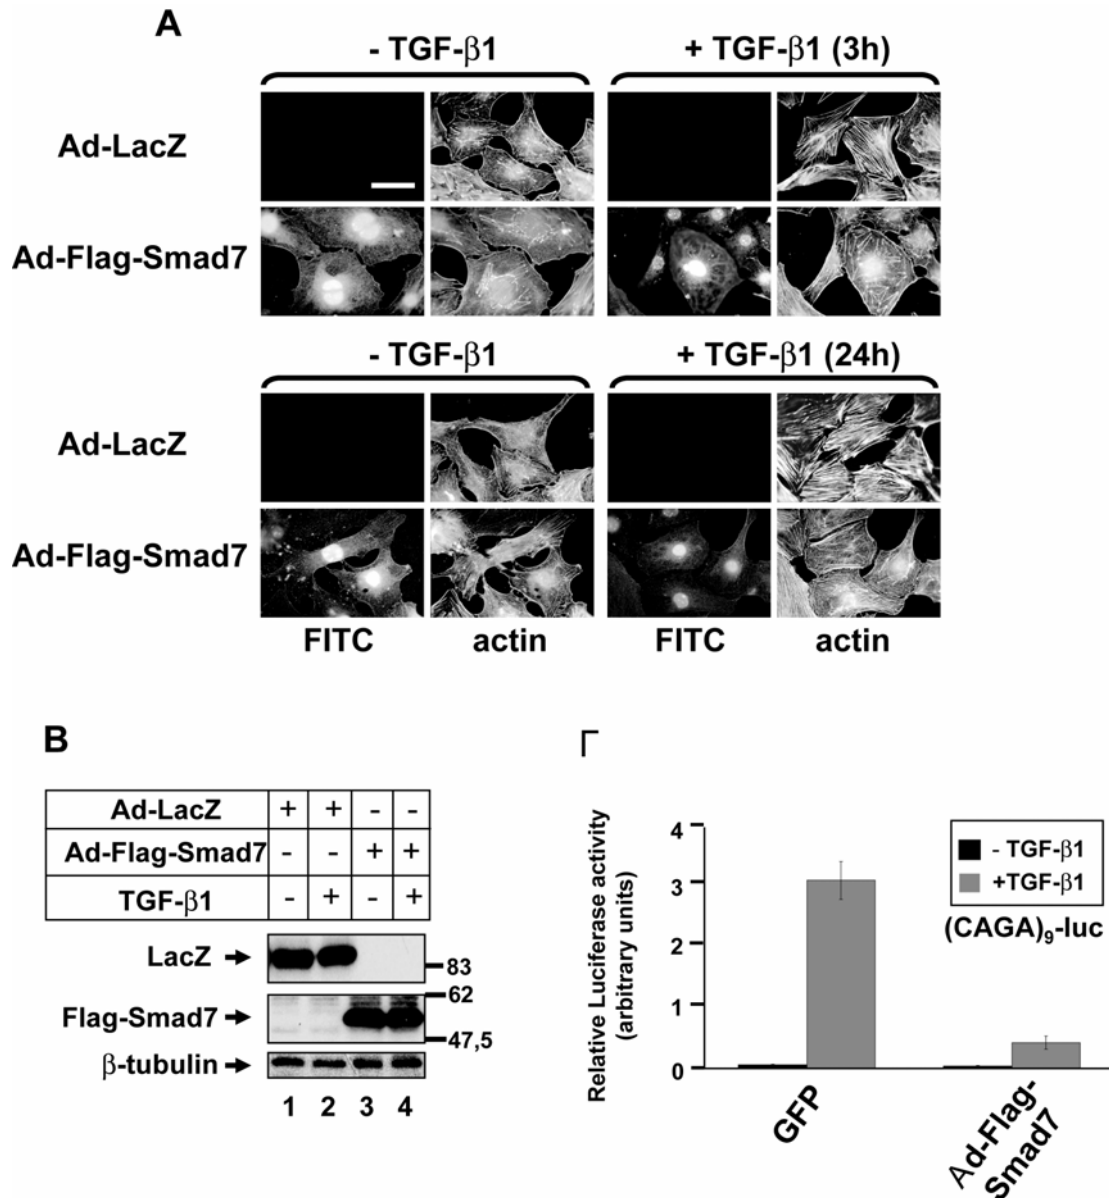 A
- TGF-β1
+ TGF-β1 (3h)
Ad-LacZ
Ad-Flag-Smad7
- TGF-β1
+ TGF-β1 (24h)
Ad-LacZ
Ad-Flag-Smad7
FITC
actin
FITC
actin
B
Ad-LacZ + + - -
Ad-Flag-Smad7 - - + +
TGF-β1 - + - +
LacZ
83
62
Flag-Smad7
47,5
β-tubulin
1 2 3 4
Γ
Relative Luciferase activity
(arbitrary units)
4
3
2
1
0
- TGF-β1
+TGF-β1
(CAGA)9-luc
GFP
Ad-Flag-
Smad7